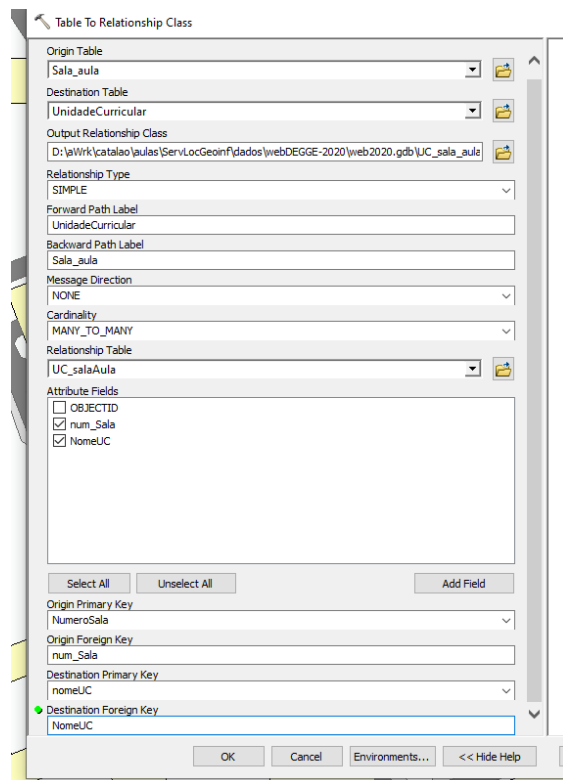 Table To Relationship Class
Origin Table
Sala_aula
Destination Table
UnidadeCurricular
Output Relationship Class
D:\aWrk\catalao\aulas\ServLocGeoinf\dados\webDEGGE-2020\web2020.gdb\UC_sala_aula
Relationship Type
SIMPLE
Forward Path Label
UnidadeCurricular
Backward Path Label
Sala_aula
Message Direction
NONE
Cardinality
MANY_TO_MANY
Relationship Table
UC_salaAula
Attribute Fields
OBJECTID
num_Sala
NomeUC
Select All Unselect All Add Field
Origin Primary Key
NumeroSala
Origin Foreign Key
num_Sala
Destination Primary Key
nomeUC
Destination Foreign Key
NomeUC
OK Cancel Environments... << Hide Help